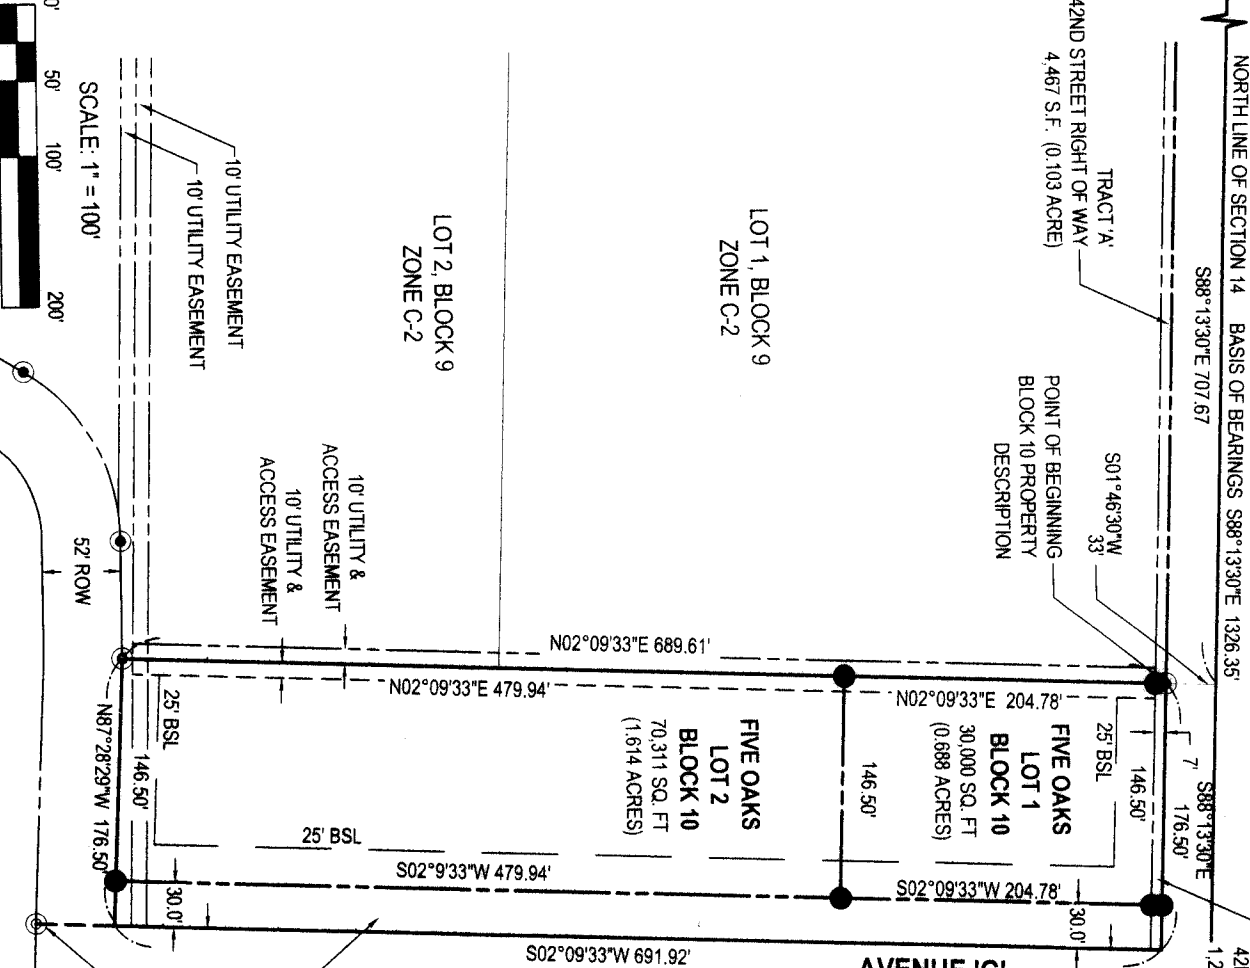 NORTH LINE OF SECTION 14    BASIS OF BEARINGS  S88°13'30"E  1326.35'
S88°13'30"E 707.67
TRACT 'A'
42ND STREET RIGHT OF WAY
4,467 S.F.  (0.103 ACRE)
S01°46'30"W
33'
POINT OF BEGINNING
BLOCK 10 PROPERTY
DESCRIPTION
LOT 1, BLOCK 9
ZONE C-2
LOT 2, BLOCK 9
ZONE C-2
10' UTILITY EASEMENT
10' UTILITY EASEMENT
SCALE: 1" = 100'
0'
50'
100'
200'
10' UTILITY &
ACCESS EASEMENT
10' UTILITY &
ACCESS EASEMENT
52' ROW
N02°09'33"E 689.61'
N02°09'33"E 479.94'
N02°09'33"E  204.78'
7'
S88°13'30"E
176.50'
146.50'
25' BSL
FIVE OAKS
LOT 1
BLOCK 10
30,000 SQ. FT
(0.688 ACRES)
146.50'
FIVE OAKS
LOT 2
BLOCK 10
70,311 SQ. FT
(1.614 ACRES)
25' BSL
25' BSL
146.50'
N87°28'29"W  176.50'
S02°9'33"W 479.94'
S02°09'33"W 204.78'
30.0'
30.0'
S02°09'33"W 691.92'
AVENUE 'G'